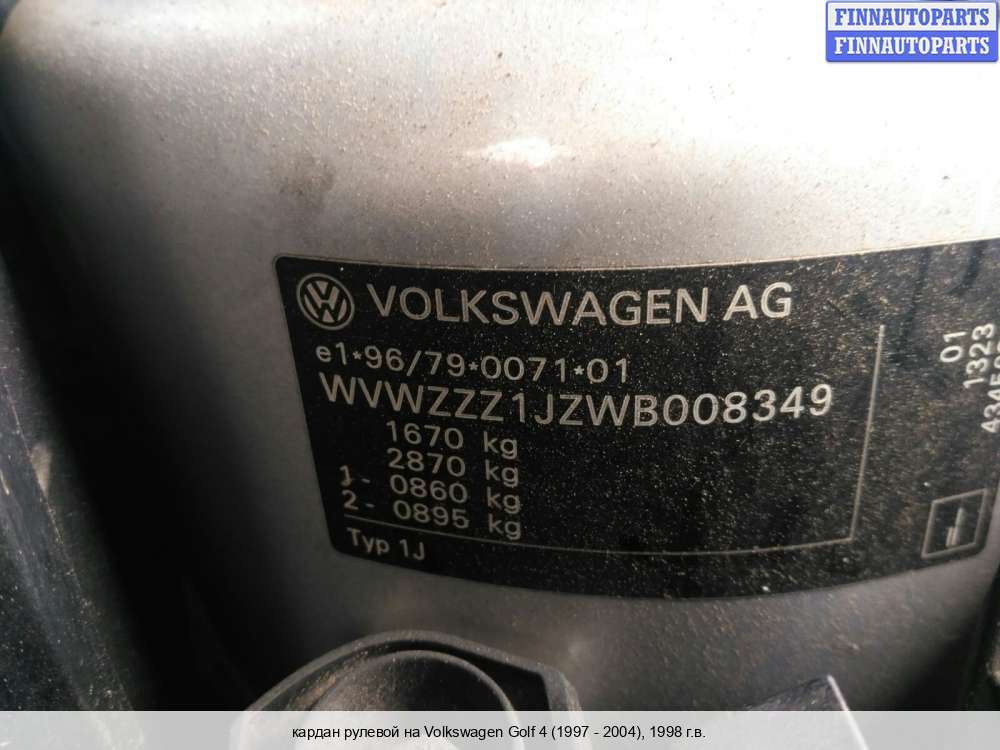 FINNAUTOPARTS
FINNAUTOPARTS
VOLKSWAGEN AG
e1*96/79*0071*01
WVWZZZ1JZWB008349
1670 kg
2870 kg
1- 0860 kg
2- 0895 kg
Typ 1J
01
1323
кардан рулевой на Volkswagen Golf 4 (1997 - 2004), 1998 г.в.